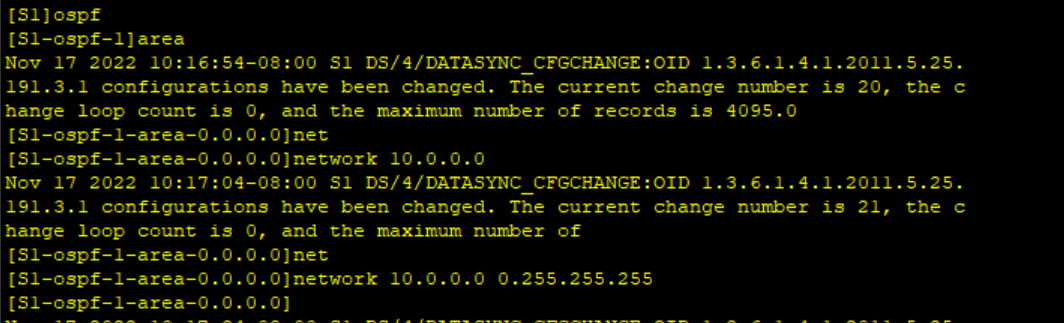 [S1]ospf
[S1-ospf-1]area
Nov 17 2022 10:16:54-08:00 S1 DS/4/DATASYNC_CFGCHANGE:OID 1.3.6.1.4.1.2011.5.25.
191.3.1 configurations have been changed. The current change number is 20, the c
hange loop count is 0, and the maximum number of records is 4095.0
[S1-ospf-1-area-0.0.0.0]net
[S1-ospf-1-area-0.0.0.0]network 10.0.0.0
Nov 17 2022 10:17:04-08:00 S1 DS/4/DATASYNC_CFGCHANGE:OID 1.3.6.1.4.1.2011.5.25.
191.3.1 configurations have been changed. The current change number is 21, the c
hange loop count is 0, and the maximum number of
[S1-ospf-1-area-0.0.0.0]net
[S1-ospf-1-area-0.0.0.0]network 10.0.0.0 0.255.255.255
[S1-ospf-1-area-0.0.0.0]